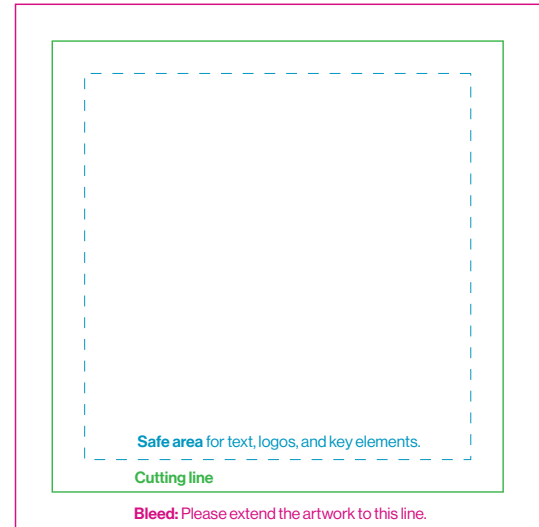 Safe area for text, logos, and key elements.
Cutting line
Bleed: Please extend the artwork to this line.